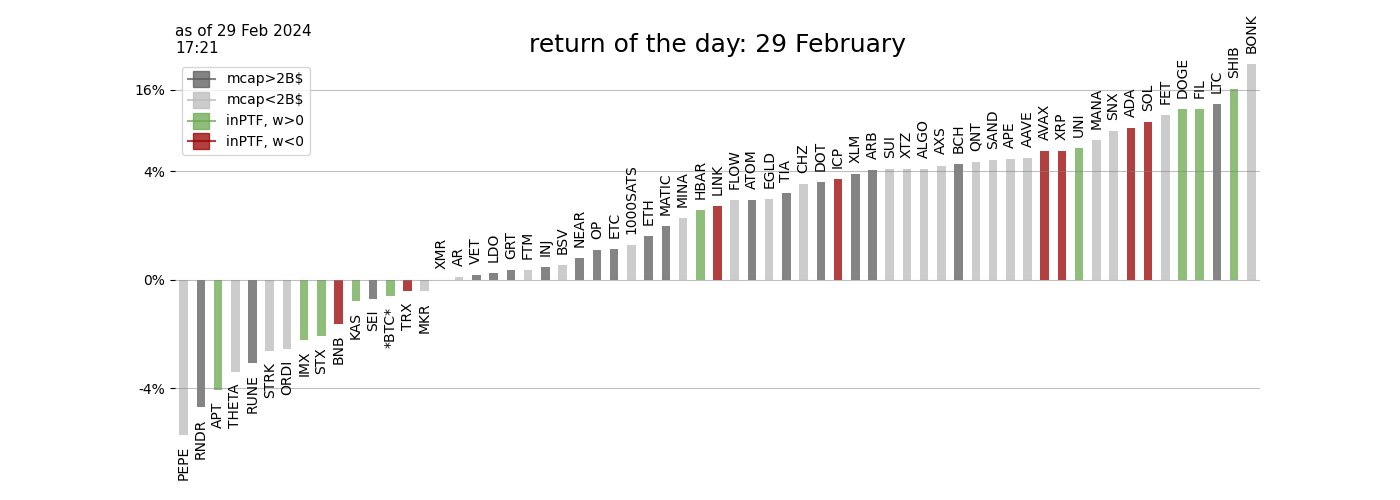 as of 29 Feb 2024
17:21
return of the day: 29 February
mcap>2B$
mcap<2B$
inPTF, w>0
inPTF, w<0
16%
4%
0%
-4%
PEPE
RNDR
APT
THETA
RUNE
STRK
ORDI
IMX
STX
BNB
KAS
SEI
*BTC*
TRX
MKR
XMR
AR
VET
LDO
GRT
FTM
INJ
BSV
NEAR
OP
ETC
1000SATS
ETH
MATIC
MINA
HBAR
LINK
FLOW
ATOM
EGLD
TIA
CHZ
DOT
ICP
XLM
ARB
SUI
XTZ
ALGO
AXS
BCH
QNT
SAND
APE
AAVE
AVAX
XRP
UNI
MANA
SNX
ADA
SOL
FET
DOGE
FIL
LTC
SHIB
BONK